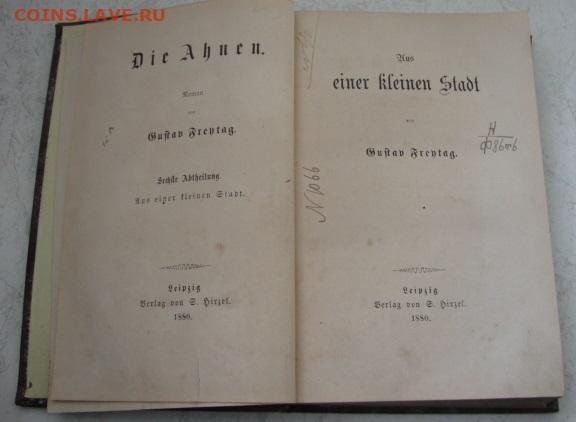 COINS.LAVE.RU
Die Ahnen.
Roman
von
Gustav Freytag.
Sechste Abtheilung.
Aus einer kleinen Stadt.
Leipzig
Verlag von S. Hirzel.
1880.
Aus
einer kleinen Stadt
von
Gustav Freytag.
Leipzig
Verlag von S. Hirzel.
1880.
N 1066